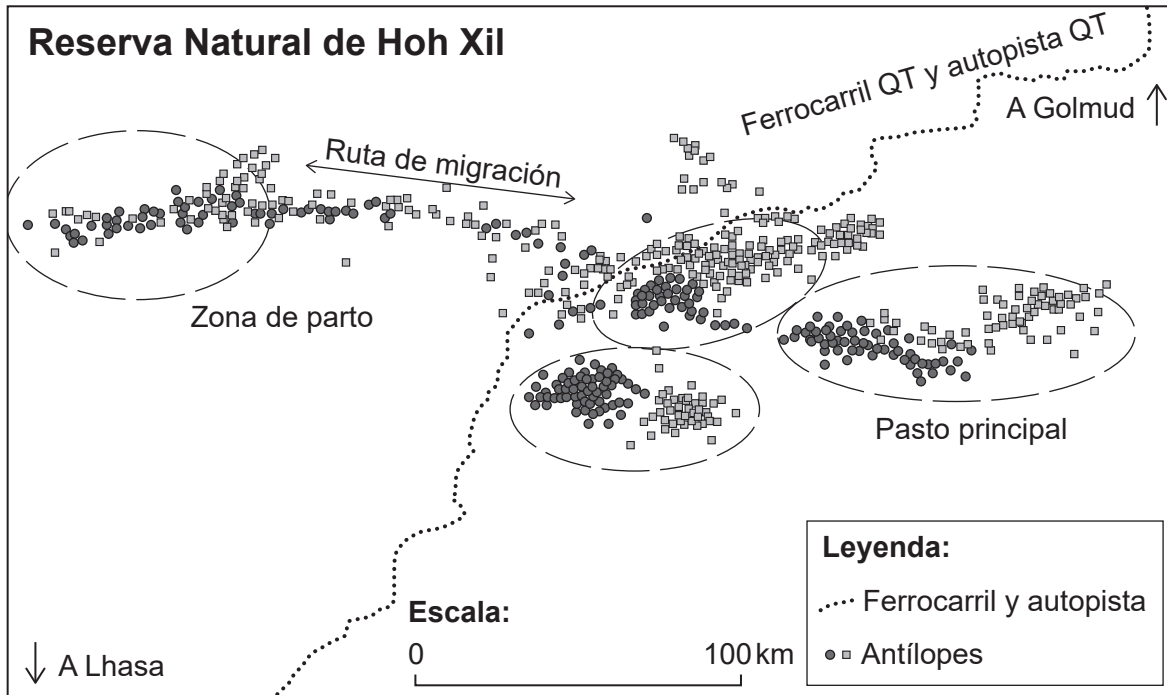 Reserva Natural de Hoh Xil
Ferrocarril QT y autopista QT
A Golmud
Ruta de migración
Zona de parto
Pasto principal
Leyenda:
Ferrocarril y autopista
Antílopes
Escala:
0 100 km
A Lhasa